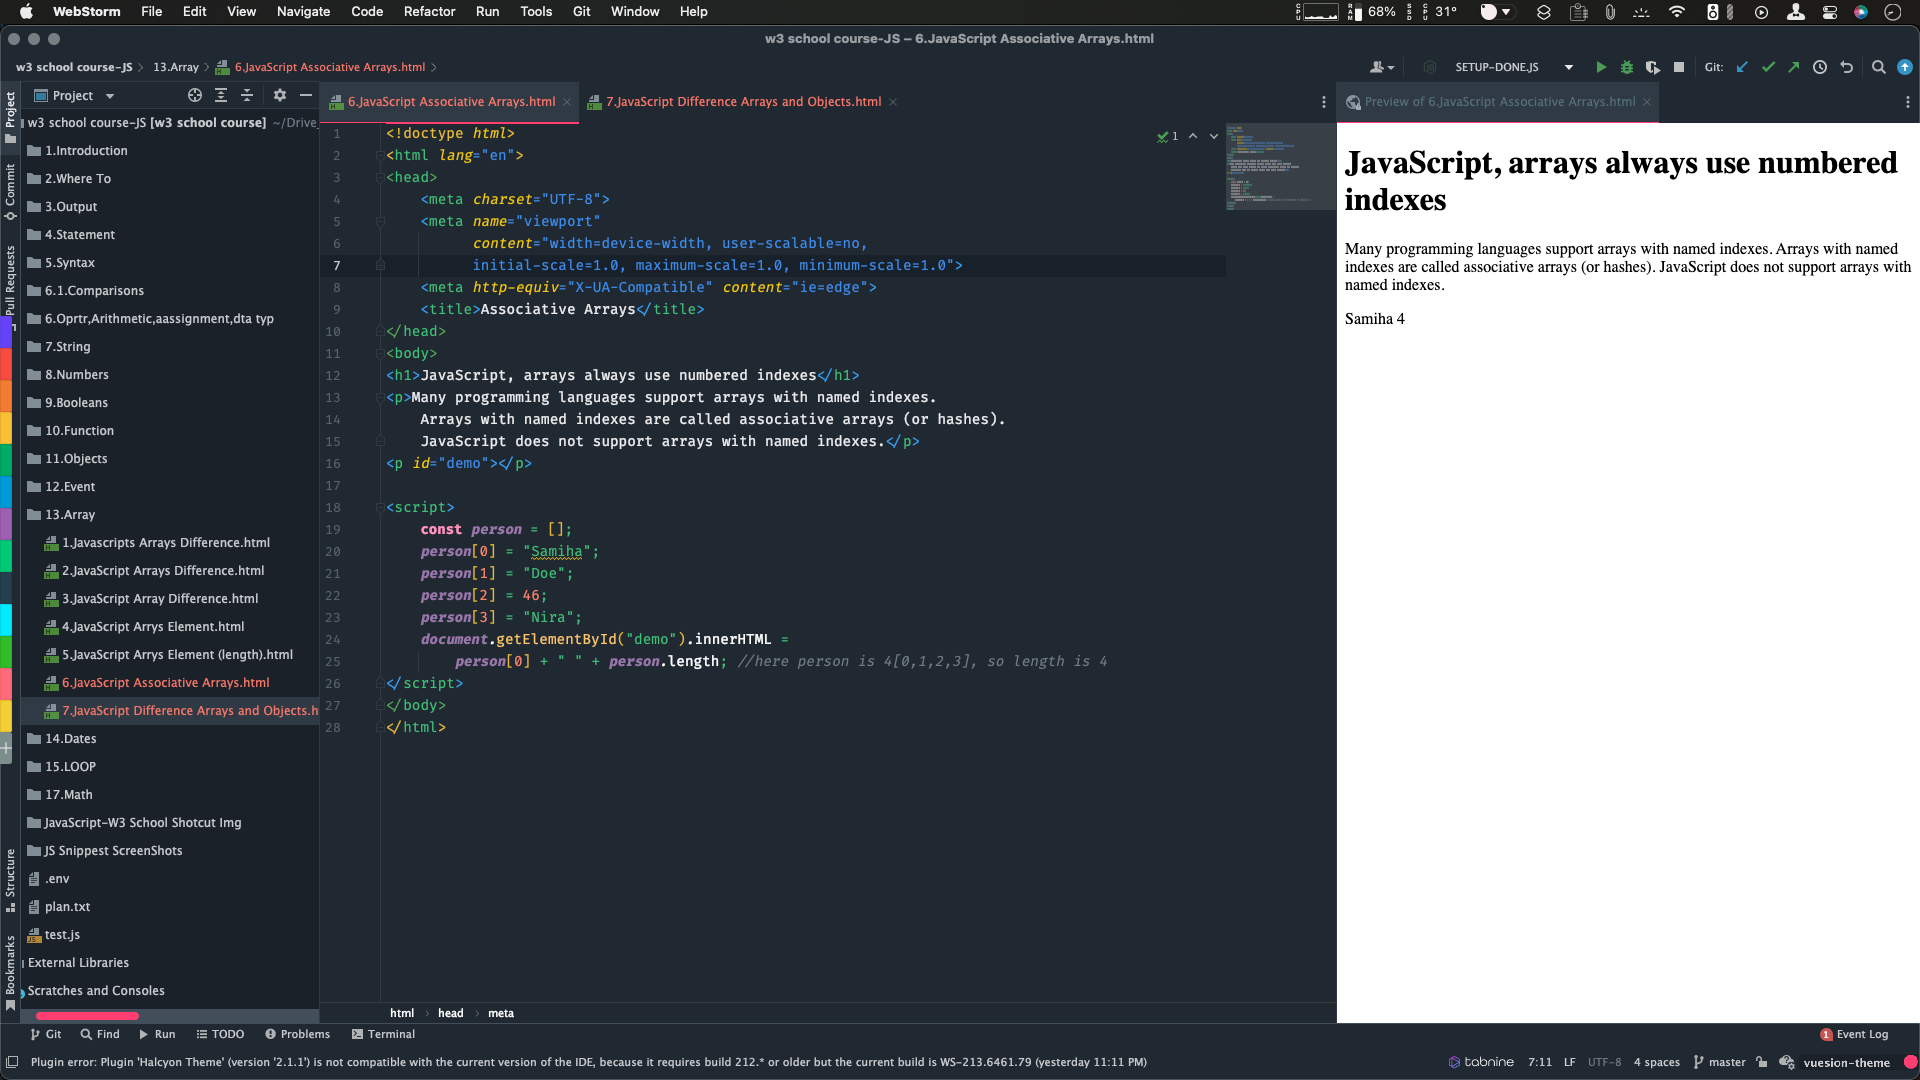 WebStorm File Edit View Navigate Code Refactor Run Tools Git Window Help 68% 31°
w3 school course-JS – 6.JavaScript Associative Arrays.html
w3 school course-JS 13.Array 6.JavaScript Associative Arrays.html SETUP-DONE.JS Git:
Project
6.JavaScript Associative Arrays.html
7.JavaScript Difference Arrays and Objects.html
Preview of 6.JavaScript Associative Arrays.html
Project
Commit
Pull Requests
Structure
Bookmarks
w3 school course-JS [w3 school course] ~/Drive
1.Introduction
2.Where To
3.Output
4.Statement
5.Syntax
6.1.Comparisons
6.Oprtr,Arithmetic,aassignment,dta typ
7.String
8.Numbers
9.Booleans
10.Function
11.Objects
12.Event
13.Array
1.Javascripts Arrays Difference.html
2.JavaScript Arrays Difference.html
3.JavaScript Array Difference.html
4.JavaScript Arrys Element.html
5.JavaScript Arrys Element (length).html
6.JavaScript Associative Arrays.html
7.JavaScript Difference Arrays and Objects.h
14.Dates
15.LOOP
17.Math
JavaScript-W3 School Shotcut Img
JS Snippest ScreenShots
.env
plan.txt
test.js
External Libraries
Scratches and Consoles
1 <!doctype html>
2 <html lang="en">
3 <head>
4 <meta charset="UTF-8">
5 <meta name="viewport"
6 content="width=device-width, user-scalable=no,
7 initial-scale=1.0, maximum-scale=1.0, minimum-scale=1.0">
8 <meta http-equiv="X-UA-Compatible" content="ie=edge">
9 <title>Associative Arrays</title>
10 </head>
11 <body>
12 <h1>JavaScript, arrays always use numbered indexes</h1>
13 <p>Many programming languages support arrays with named indexes.
14 Arrays with named indexes are called associative arrays (or hashes).
15 JavaScript does not support arrays with named indexes.</p>
16 <p id="demo"></p>
17
18 <script>
19 const person = [];
20 person[0] = "Samiha";
21 person[1] = "Doe";
22 person[2] = 46;
23 person[3] = "Nira";
24 document.getElementById("demo").innerHTML =
25 person[0] + " " + person.length; //here person is 4[0,1,2,3], so length is 4
26 </script>
27 </body>
28 </html>
1
JavaScript, arrays always use numbered
indexes
Many programming languages support arrays with named indexes. Arrays with named
indexes are called associative arrays (or hashes). JavaScript does not support arrays with
named indexes.
Samiha 4
html head meta
Git Find Run TODO Problems Terminal 1 Event Log
Plugin error: Plugin 'Halcyon Theme' (version '2.1.1') is not compatible with the current version of the IDE, because it requires build 212.* or older but the current build is WS-213.6461.79 (yesterday 11:11 PM) tabnine 7:11 LF UTF-8 4 spaces master vuesion-theme